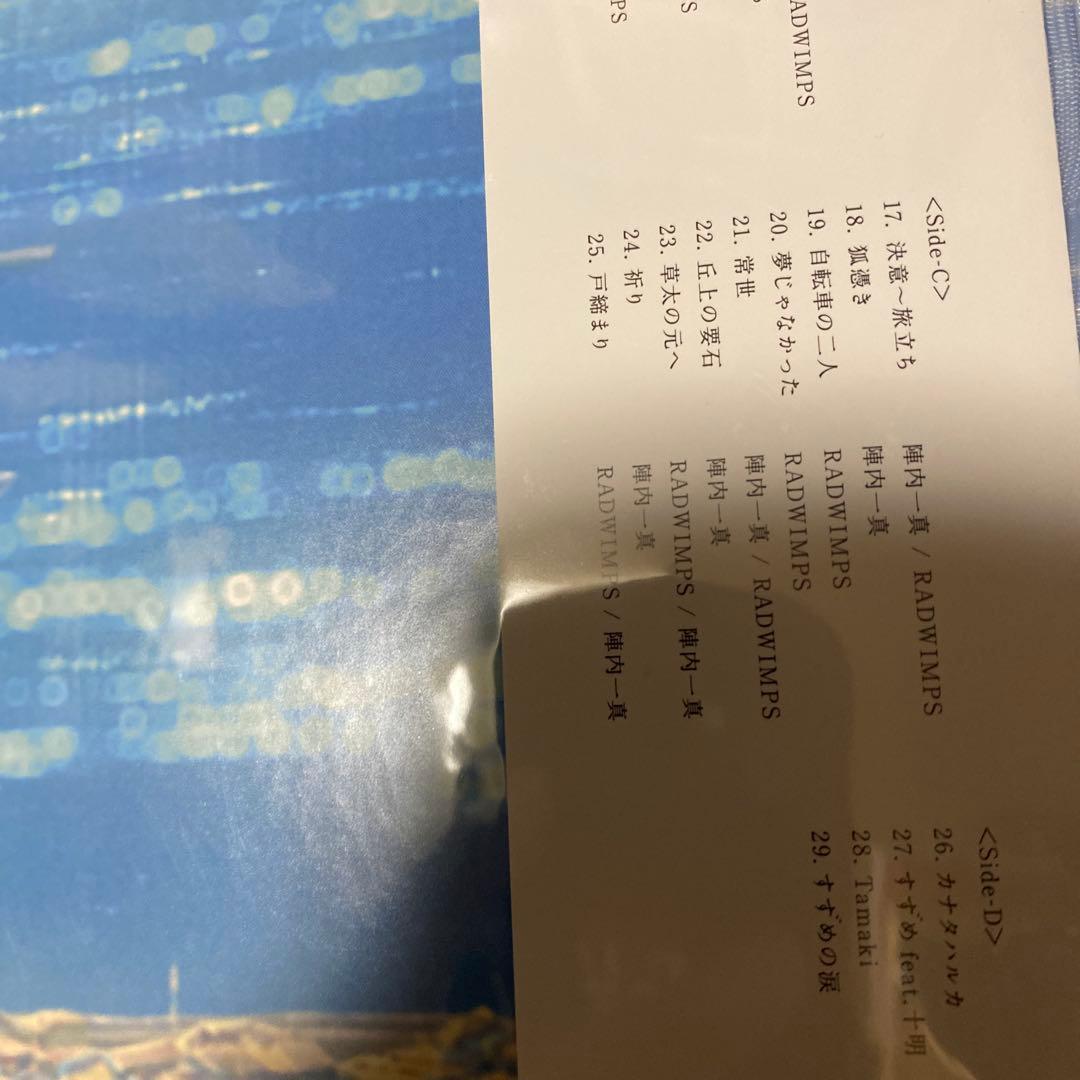 RADWIMPS
<Side-C>
17. 決意～旅立ち 陣内一真 / RADWIMPS
18. 狐憑き 陣内一真
19. 自転車の二人 RADWIMPS
20. 夢じゃなかった RADWIMPS
21. 常世 陣内一真 / RADWIMPS
22. 丘上の要石 陣内一真
23. 草太の元へ RADWIMPS / 陣内一真
24. 祈り 陣内一真
25. 戸締まり RADWIMPS / 陣内一真
<Side-D>
26. カナタハルカ
27. すずめ feat.十明
28. Tamaki
29. すずめの涙